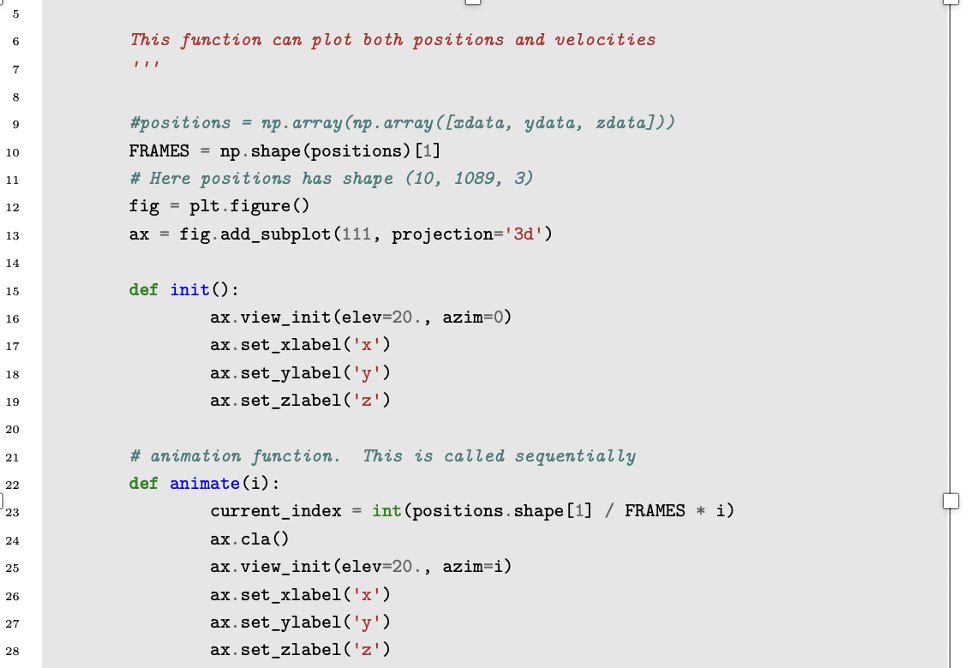 5
6 This function can plot both positions and velocities
7 '''
8
9 #positions = np.array(np.array([xdata, ydata, zdata]))
10 FRAMES = np.shape(positions)[1]
11 # Here positions has shape (10, 1089, 3)
12 fig = plt.figure()
13 ax = fig.add_subplot(111, projection='3d')
14
15 def init():
16 ax.view_init(elev=20., azim=0)
17 ax.set_xlabel('x')
18 ax.set_ylabel('y')
19 ax.set_zlabel('z')
20
21 # animation function.  This is called sequentially
22 def animate(i):
23 current_index = int(positions.shape[1] / FRAMES * i)
24 ax.cla()
25 ax.view_init(elev=20., azim=i)
26 ax.set_xlabel('x')
27 ax.set_ylabel('y')
28 ax.set_zlabel('z')